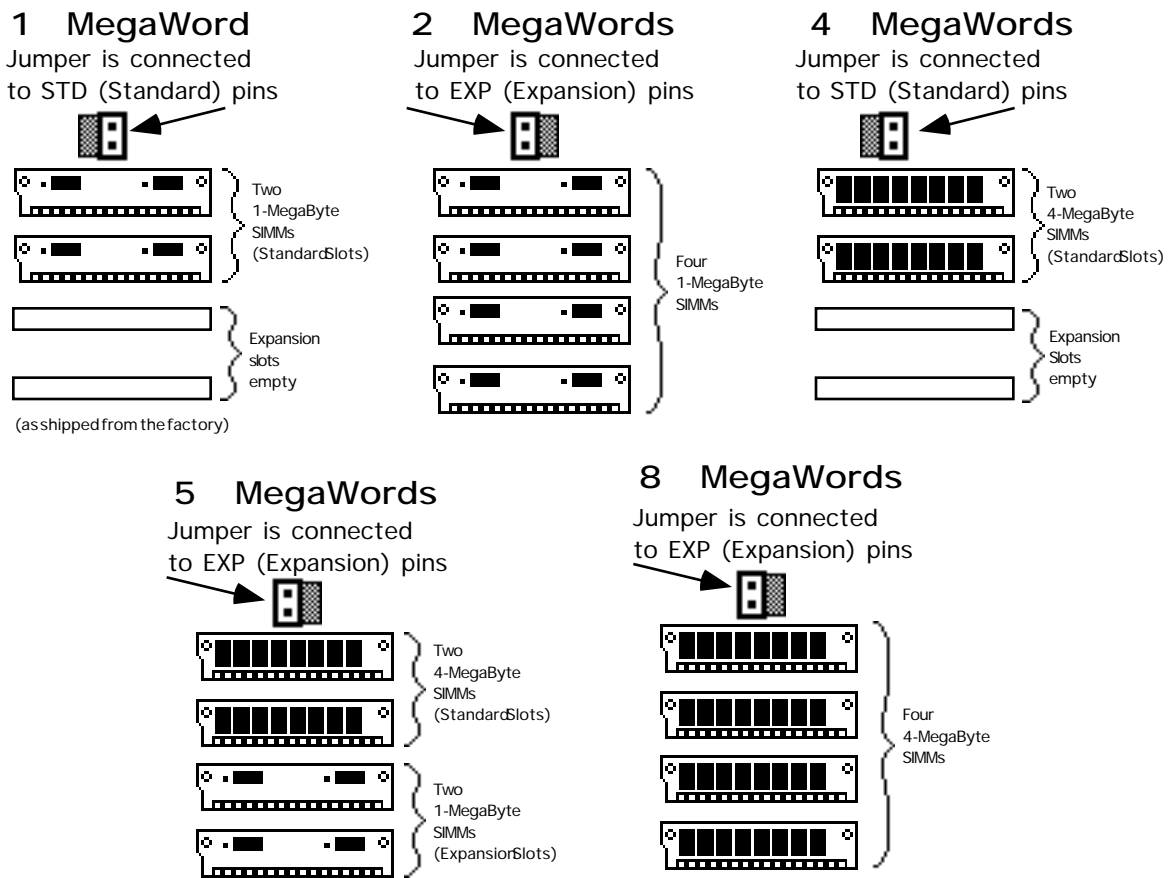 1 MegaWord
Jumper is connected
to STD (Standard) pins
Two
1-MegaByte
SIMMs
(StandardSlots)
Expansion
slots
empty
(as shipped from the factory)
2 MegaWords
Jumper is connected
to EXP (Expansion) pins
Four
1-MegaByte
SIMMs
4 MegaWords
Jumper is connected
to STD (Standard) pins
Two
4-MegaByte
SIMMs
(StandardSlots)
Expansion
Slots
empty
5 MegaWords
Jumper is connected
to EXP (Expansion) pins
Two
4-MegaByte
SIMMs
(StandardSlots)
Two
1-MegaByte
SIMMs
(ExpansionSlots)
8 MegaWords
Jumper is connected
to EXP (Expansion) pins
Four
4-MegaByte
SIMMs